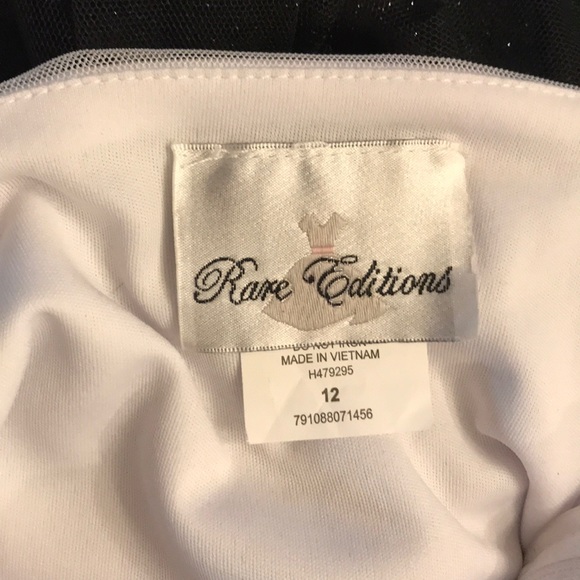 Rare Editions
DO NOT IRON
MADE IN VIETNAM
H479295
12
791088071456